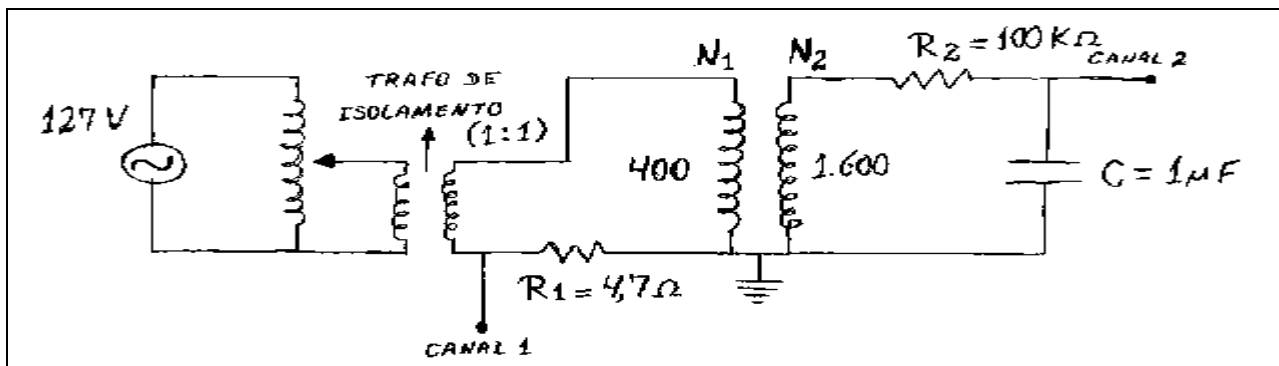 R2 = 100 KΩ
CANAL 2
N1 N2
TRAFO DE
ISOLAMENTO
(1:1)
127 V
400
1.600
C = 1μF
R1 = 4,7Ω
CANAL 1